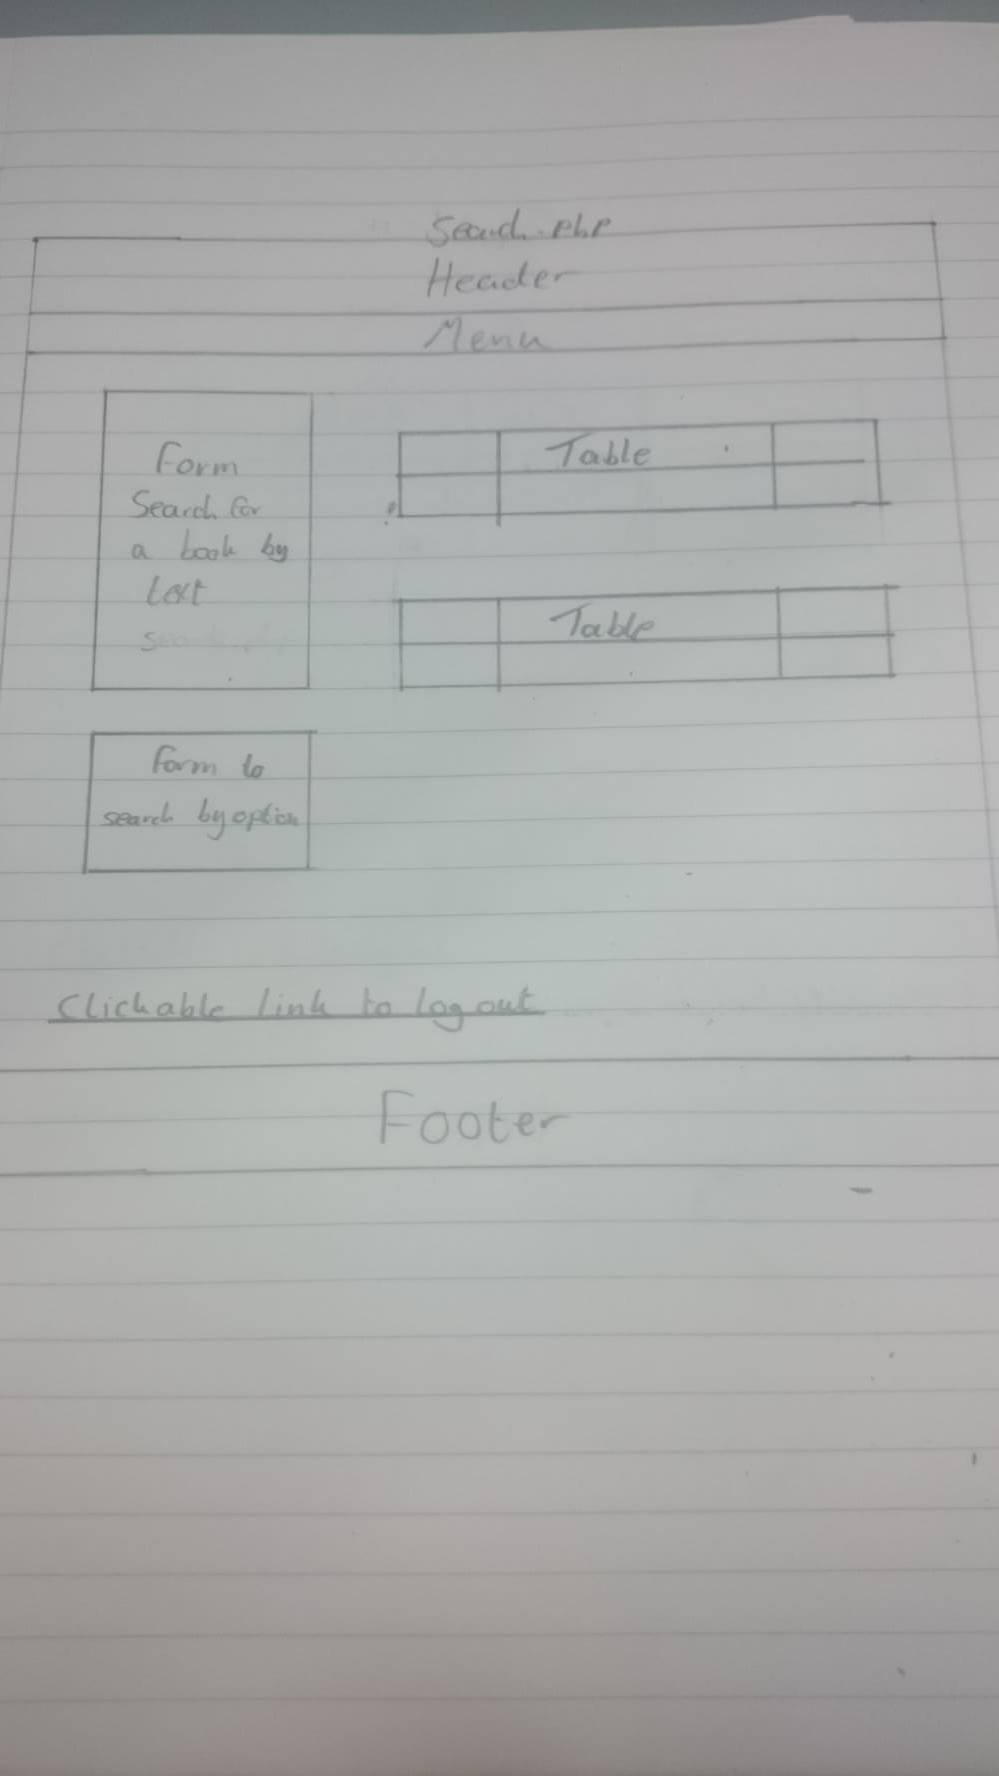 Search.php
Header
Menu
Form
Search for
a book by
text
Table
Table
Form to
search by option
Clickable link to log out
Footer